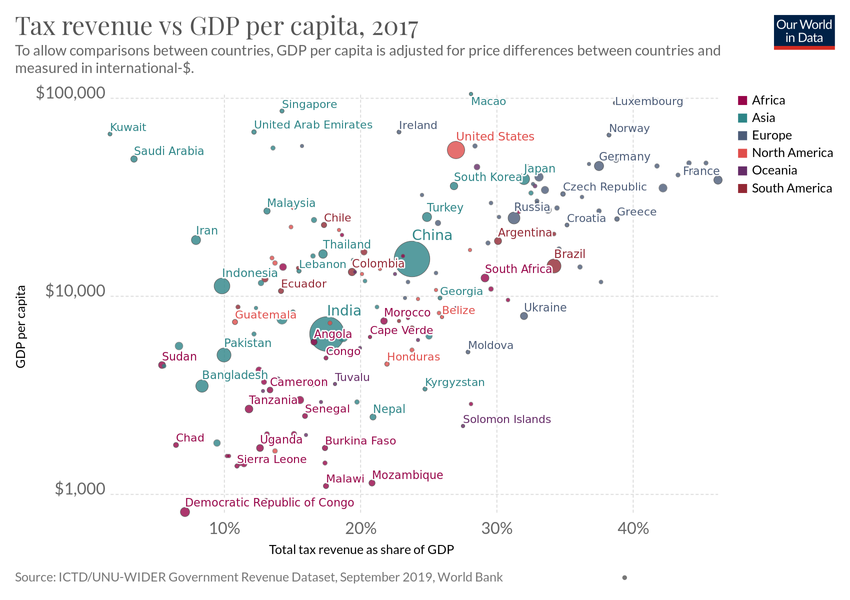 Tax revenue vs GDP per capita, 2017
Our World
in Data
To allow comparisons between countries, GDP per capita is adjusted for price differences between countries and
measured in international-$.
$100,000
Macao
Luxembourg
Singapore
Kuwait
United Arab Emirates
Ireland
Norway
United States
Saudi Arabia
Germany
Japan
France
South Korea
Czech Republic
Malaysia
Turkey
Russia
Chile
Greece
Croatia
Iran
China
Argentina
Thailand
Brazil
Lebanon
Colombia
South Africa
Indonesia
Ecuador
Georgia
$10,000
Guatemala
India
Morocco
Belize
Ukraine
Angola
Cape Verde
Pakistan
Congo
Honduras
Moldova
Sudan
Bangladesh
Cameroon
Tuvalu
Kyrgyzstan
Tanzania
Senegal
Nepal
Solomon Islands
Chad
Uganda
Burkina Faso
Sierra Leone
Malawi
Mozambique
$1,000
Democratic Republic of Congo
GDP per capita
10%
20%
30%
40%
Total tax revenue as share of GDP
Africa
Asia
Europe
North America
Oceania
South America
Source: ICTD/UNU-WIDER Government Revenue Dataset, September 2019, World Bank